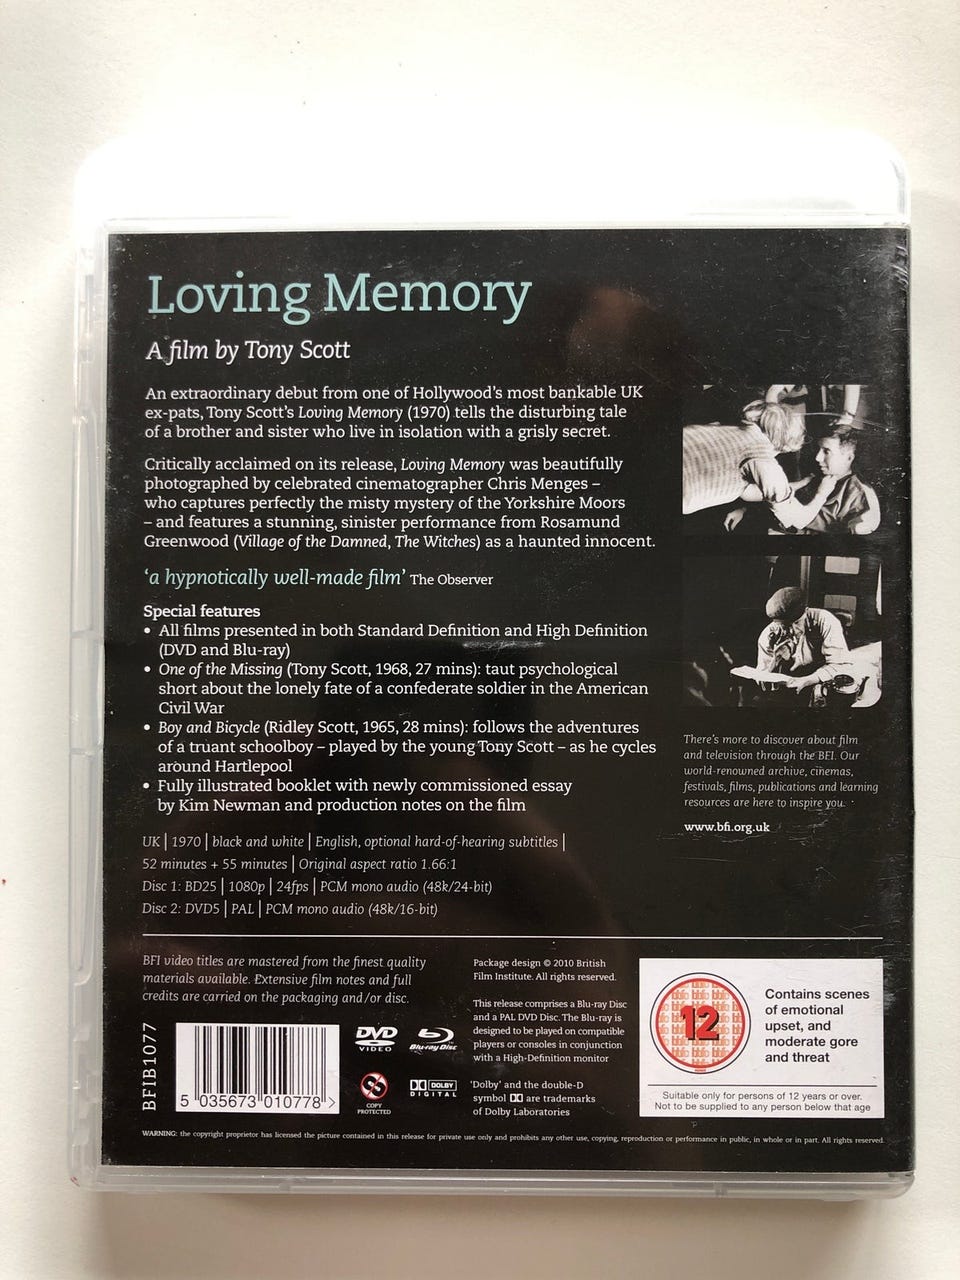 Loving Memory
A film by Tony Scott
An extraordinary debut from one of Hollywood's most bankable UK
ex-pats, Tony Scott's Loving Memory (1970) tells the disturbing tale
of a brother and sister who live in isolation with a grisly secret.
Critically acclaimed on its release, Loving Memory was beautifully
photographed by celebrated cinematographer Chris Menges –
who captures perfectly the misty mystery of the Yorkshire Moors
– and features a stunning, sinister performance from Rosamund
Greenwood (Village of the Damned, The Witches) as a haunted innocent.
'a hypnotically well-made film' The Observer
Special features
• All films presented in both Standard Definition and High Definition
(DVD and Blu-ray)
• One of the Missing (Tony Scott, 1968, 27 mins): taut psychological
short about the lonely fate of a confederate soldier in the American
Civil War
• Boy and Bicycle (Ridley Scott, 1965, 28 mins): follows the adventures
of a truant schoolboy – played by the young Tony Scott – as he cycles
around Hartlepool
• Fully illustrated booklet with newly commissioned essay
by Kim Newman and production notes on the film
There's more to discover about film
and television through the BFI. Our
world-renowned archive, cinemas,
festivals, films, publications and learning
resources are here to inspire you.
www.bfi.org.uk
UK | 1970 | black and white | English, optional hard-of-hearing subtitles |
52 minutes + 55 minutes | Original aspect ratio 1.66:1
Disc 1: BD25 | 1080p | 24fps | PCM mono audio (48k/24-bit)
Disc 2: DVD5 | PAL | PCM mono audio (48k/16-bit)
BFI video titles are mastered from the finest quality
materials available. Extensive film notes and full
credits are carried on the packaging and/or disc.
BFIB1077
5 035673 010778 >
DVD
VIDEO
Blu-ray Disc
COPY
PROTECTED
DOLBY
DIGITAL
Package design © 2010 British
Film Institute. All rights reserved.
This release comprises a Blu-ray Disc
and a PAL DVD Disc. The Blu-ray is
designed to be played on compatible
players or consoles in conjunction
with a High-Definition monitor
'Dolby' and the double-D
symbol are trademarks
of Dolby Laboratories
12
Contains scenes
of emotional
upset, and
moderate gore
and threat
Suitable only for persons of 12 years or over.
Not to be supplied to any person below that age
WARNING: the copyright proprietor has licensed the picture contained in this release for private use only and prohibits any other use, copying, reproduction or performance in public, in whole or in part. All rights reserved.